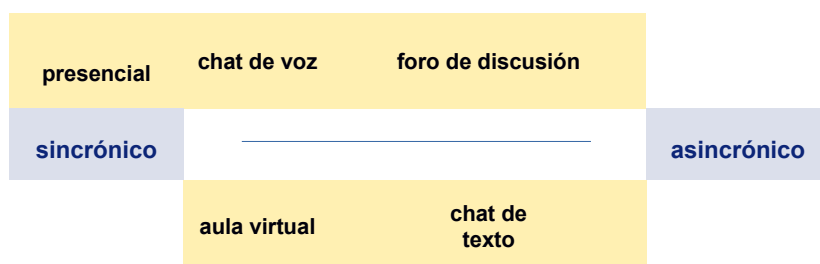 presencial
chat de voz
foro de discusión
sincrónico
asincrónico
aula virtual
chat de
texto